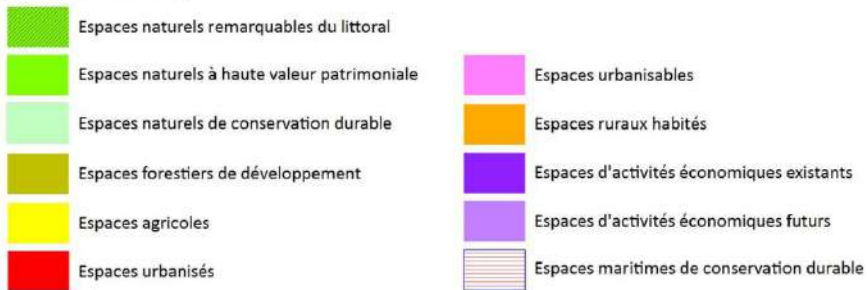 Espaces naturels remarquables du littoral
Espaces naturels à haute valeur patrimoniale
Espaces naturels de conservation durable
Espaces forestiers de développement
Espaces agricoles
Espaces urbanisés
Espaces urbanisables
Espaces ruraux habités
Espaces d'activités économiques existants
Espaces d'activités économiques futurs
Espaces maritimes de conservation durable